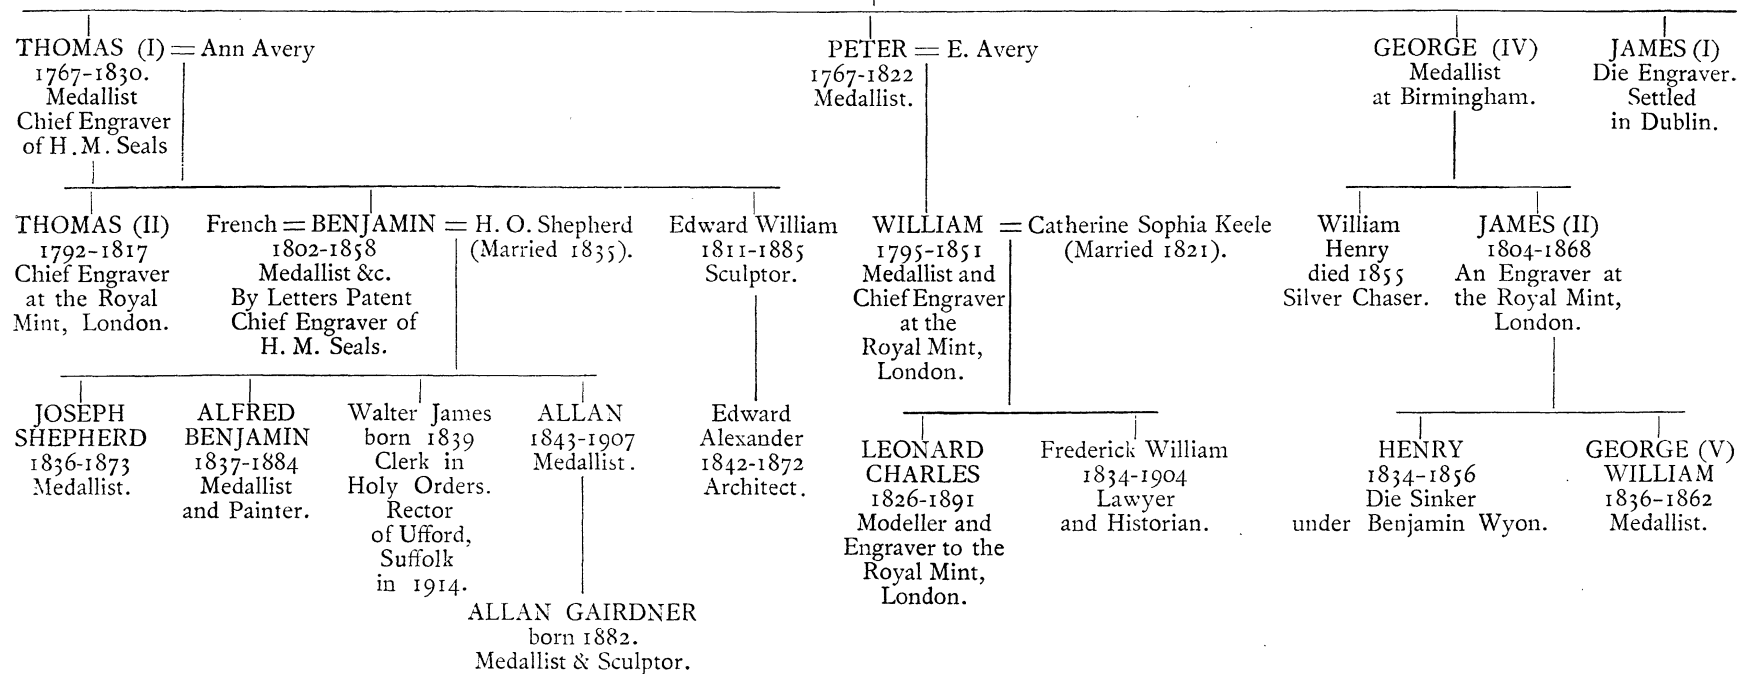 THOMAS (I) = Ann Avery
1767-1830.
Medallist
Chief Engraver
of H.M. Seals
PETER = E. Avery
1767-1822
Medallist.
GEORGE (IV)
Medallist
at Birmingham.
JAMES (I)
Die Engraver.
Settled
in Dublin.
THOMAS (II)
1792-1817
Chief Engraver
at the Royal
Mint, London.
French = BENJAMIN = H. O. Shepherd
1802-1858
(Married 1835).
Medallist &c.
By Letters Patent
Chief Engraver of
H. M. Seals.
Edward William
1811-1885
Sculptor.
WILLIAM = Catherine Sophia Keele
1795-1851
(Married 1821).
Medallist and
Chief Engraver
at the
Royal Mint,
London.
William
Henry
died 1855
Silver Chaser.
JAMES (II)
1804-1868
An Engraver at
the Royal Mint,
London.
JOSEPH
SHEPHERD
1836-1873
Medallist.
ALFRED
BENJAMIN
1837-1884
Medallist
and Painter.
Walter James
born 1839
Clerk in
Holy Orders.
Rector
of Ufford,
Suffolk
in 1914.
ALLAN
1843-1907
Medallist.
Edward
Alexander
1842-1872
Architect.
LEONARD
CHARLES
1826-1891
Modeller and
Engraver to the
Royal Mint,
London.
Frederick William
1834-1904
Lawyer
and Historian.
HENRY
1834-1856
Die Sinker
under Benjamin Wyon.
GEORGE (V)
WILLIAM
1836-1862
Medallist.
ALLAN GAIRDNER
born 1882.
Medallist & Sculptor.